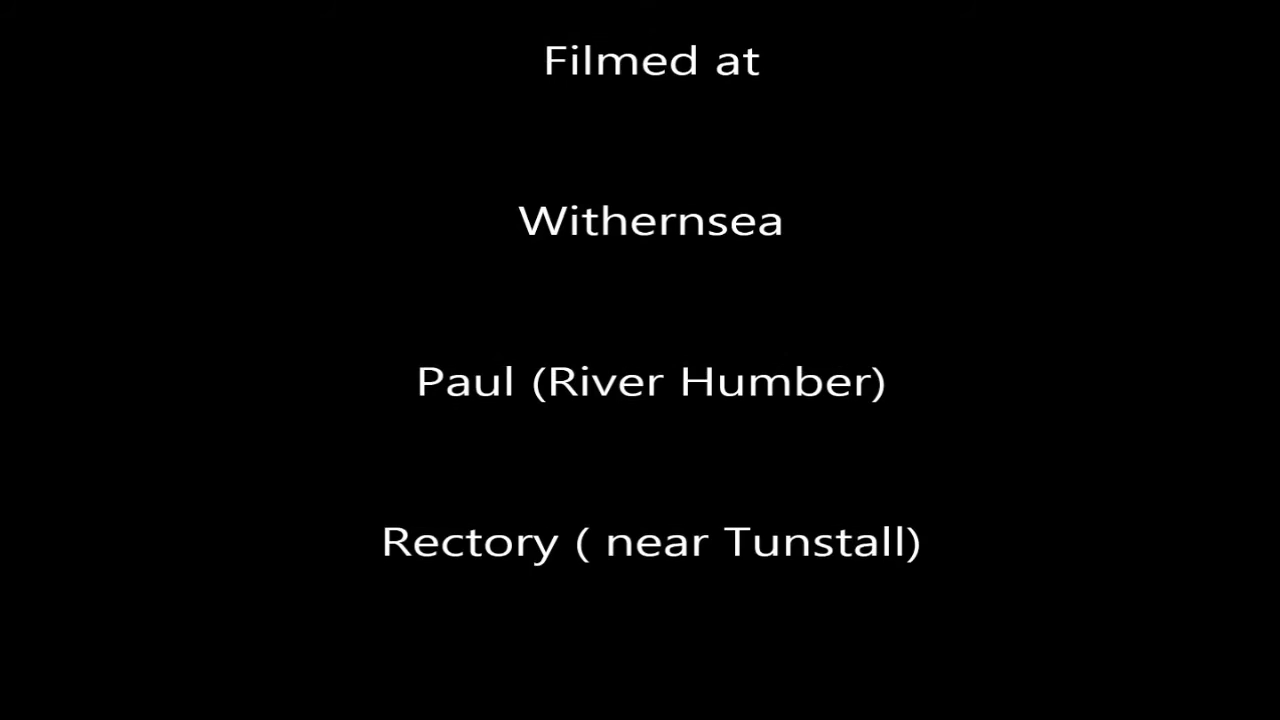 Filmed at
Withernsea
Paul (River Humber)
Rectory ( near Tunstall)